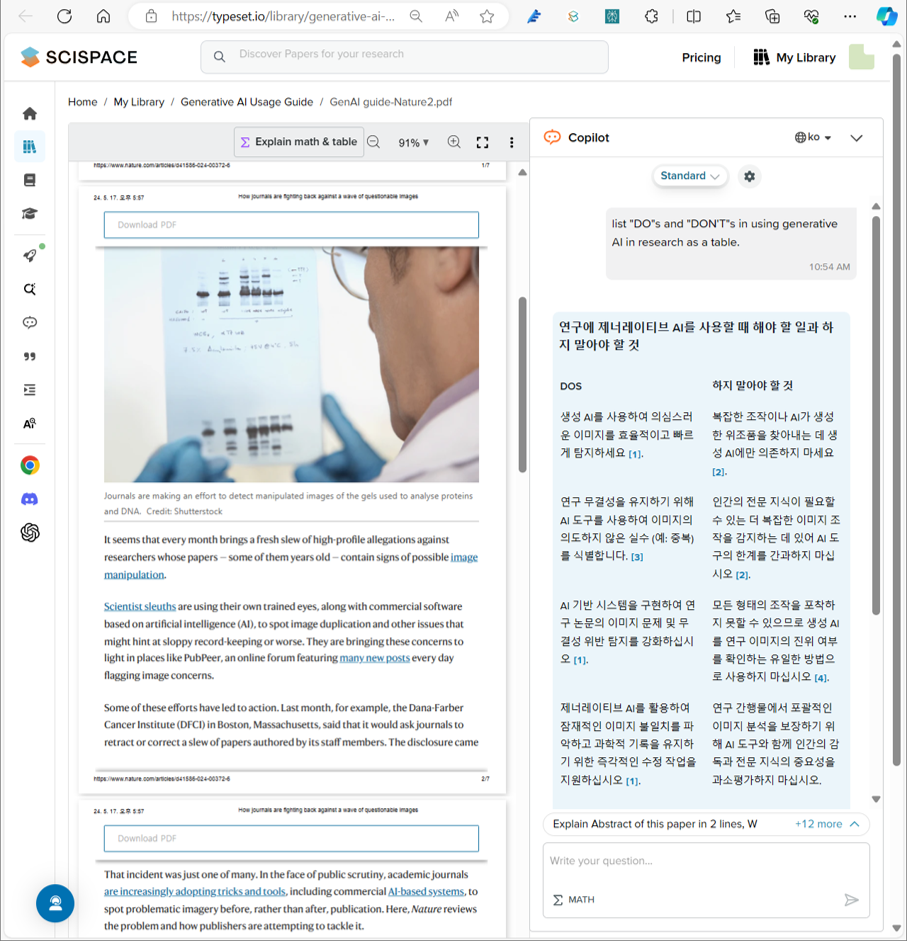 https://typeset.io/library/generative-ai-...
SCISPACE
Discover Papers for your research
Pricing
My Library
Home / My Library / Generative AI Usage Guide / GenAI guide-Nature2.pdf
Explain math & table
91%
https://www.nature.com/articles/d41586-024-00372-6
1/7
24. 5. 17. 오후 5:57
How journals are fighting back against a wave of questionable images
Download PDF
Journals are making an effort to detect manipulated images of the gels used to analyse proteins
and DNA. Credit: Shutterstock
It seems that every month brings a fresh slew of high-profile allegations against
researchers whose papers — some of them years old — contain signs of possible image
manipulation.
Scientist sleuths are using their own trained eyes, along with commercial software
based on artificial intelligence (AI), to spot image duplication and other issues that
might hint at sloppy record-keeping or worse. They are bringing these concerns to
light in places like PubPeer, an online forum featuring many new posts every day
flagging image concerns.
Some of these efforts have led to action. Last month, for example, the Dana-Farber
Cancer Institute (DFCI) in Boston, Massachusetts, said that it would ask journals to
retract or correct a slew of papers authored by its staff members. The disclosure came
https://www.nature.com/articles/d41586-024-00372-6
2/7
24. 5. 17. 오후 5:57
How journals are fighting back against a wave of questionable images
Download PDF
That incident was just one of many. In the face of public scrutiny, academic journals
are increasingly adopting tricks and tools, including commercial AI-based systems, to
spot problematic imagery before, rather than after, publication. Here, Nature reviews
the problem and how publishers are attempting to tackle it.
Copilot
ko
Standard
list "DO"s and "DON'T"s in using generative
AI in research as a table.
10:54 AM
연구에 제너레이티브 AI를 사용할 때 해야 할 일과 하
지 말아야 할 것
DOS
하지 말아야 할 것
생성 AI를 사용하여 의심스러
운 이미지를 효율적이고 빠르
게 탐지하세요 [1].
복잡한 조작이나 AI가 생성
한 위조품을 찾아내는 데 생
성 AI에만 의존하지 마세요
[2].
연구 무결성을 유지하기 위해
AI 도구를 사용하여 이미지의
의도하지 않은 실수 (예: 중복)
를 식별합니다. [3]
인간의 전문 지식이 필요할
수 있는 더 복잡한 이미지 조
작을 감지하는 데 있어 AI 도
구의 한계를 간과하지 마십
시오 [2].
AI 기반 시스템을 구현하여 연
구 논문의 이미지 문제 및 무
결성 위반 탐지를 강화하십시
오 [1].
모든 형태의 조작을 포착하
지 못할 수 있으므로 생성 AI
를 연구 이미지의 진위 여부
를 확인하는 유일한 방법으
로 사용하지 마십시오 [4].
제너레이티브 AI를 활용하여
잠재적인 이미지 불일치를 파
악하고 과학적 기록을 유지하
기 위한 즉각적인 수정 작업을
지원하십시오 [1].
연구 간행물에서 포괄적인
이미지 분석을 보장하기 위
해 AI 도구와 함께 인간의 감
독과 전문 지식의 중요성을
과소평가하지 마십시오.
Explain Abstract of this paper in 2 lines, W
+12 more
Write your question...
MATH